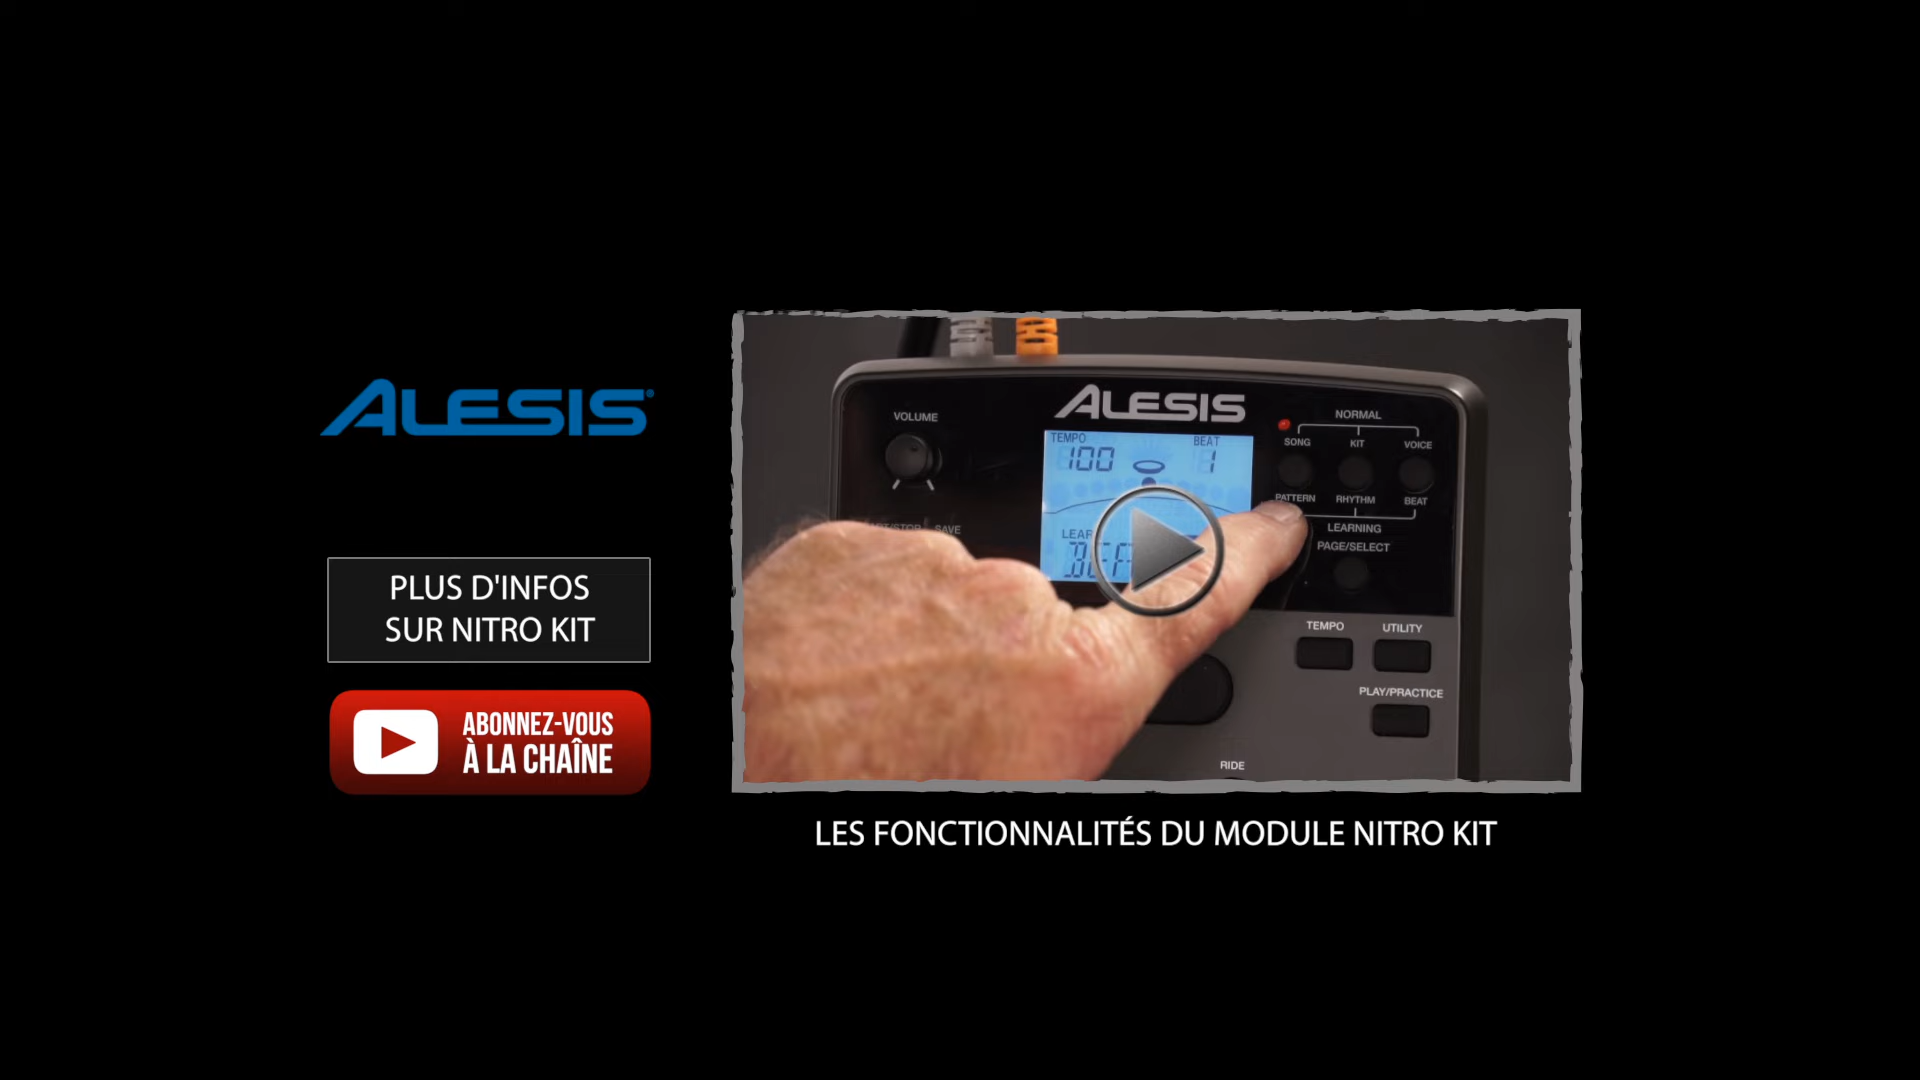 ALESIS
PLUS D'INFOS
SUR NITRO KIT
ABONNEZ-VOUS
À LA CHAÎNE
ALESIS
VOLUME
NORMAL
SONG KIT VOICE
TEMPO BEAT
100 1
PATTERN RHYTHM BEAT
LEARNING
PAGE/SELECT
SAVE
TEMPO UTILITY
PLAY/PRACTICE
RIDE
LES FONCTIONNALITÉS DU MODULE NITRO KIT